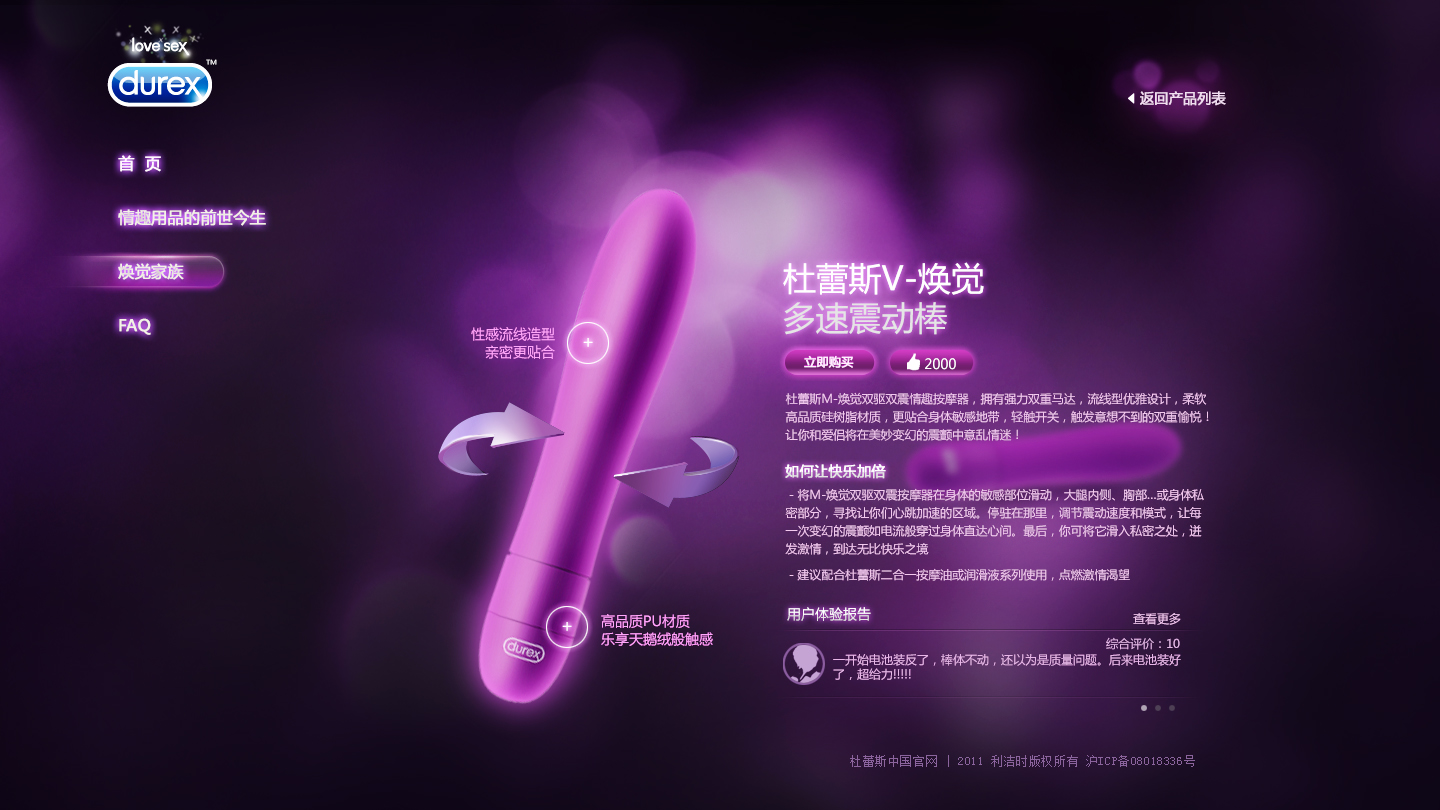 love sex
durex
TM
返回产品列表
首 页
情趣用品的前世今生
焕觉家族
FAQ
杜蕾斯V-焕觉
多速震动棒
性感流线造型
亲密更贴合
立即购买
2000
杜蕾斯M-焕觉双驱双震情趣按摩器，拥有强力双重马达，流线型优雅设计，柔软
高品质硅树脂材质，更贴合身体敏感地带，轻触开关，触发意想不到的双重愉悦！
让你和爱侣将在美妙变幻的震颤中意乱情迷！
如何让快乐加倍
- 将M-焕觉双驱双震按摩器在身体的敏感部位滑动，大腿内侧、胸部...或身体私
密部分，寻找让你们心跳加速的区域。停驻在那里，调节震动速度和模式，让每
一次变幻的震颤如电流般穿过身体直达心间。最后，你可将它滑入私密之处，迸
发激情，到达无比快乐之境
- 建议配合杜蕾斯二合一按摩油或润滑液系列使用，点燃激情渴望
高品质PU材质
乐享天鹅绒般触感
durex
用户体验报告
查看更多
综合评价：10
一开始电池装反了，棒体不动，还以为是质量问题。后来电池装好
了，超给力!!!!!
杜蕾斯中国官网 | 2011 利洁时版权所有 沪ICP备08018336号